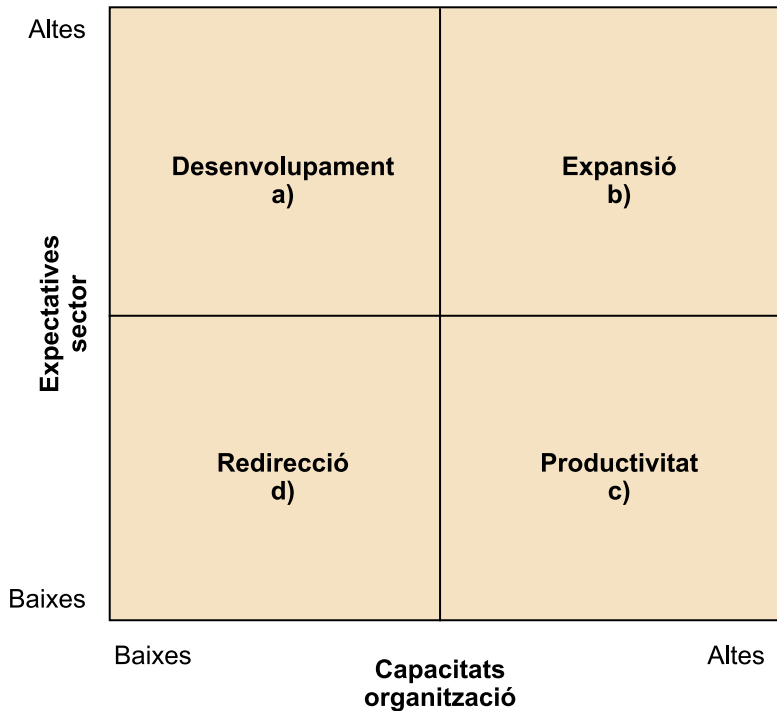 Altes
Desenvolupament
a)
Expansió
b)
Expectatives
sector
Redirecció
d)
Productivitat
c)
Baixes
Baixes
Altes
Capacitats
organització